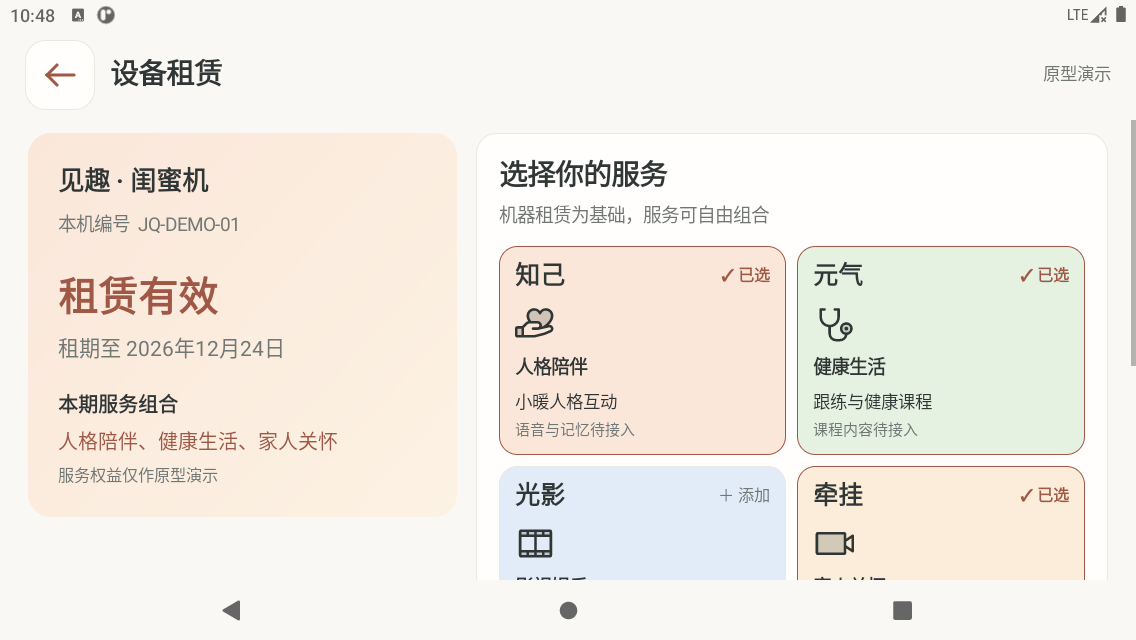 10:48
LTE
设备租赁
原型演示
见趣 · 闺蜜机
本机编号 JQ-DEMO-01
租赁有效
租期至 2026年12月24日
本期服务组合
人格陪伴、健康生活、家人关怀
服务权益仅作原型演示
选择你的服务
机器租赁为基础，服务可自由组合
知己
✓已选
人格陪伴
小暖人格互动
语音与记忆待接入
元气
✓已选
健康生活
跟练与健康课程
课程内容待接入
光影
＋ 添加
牵挂
✓已选